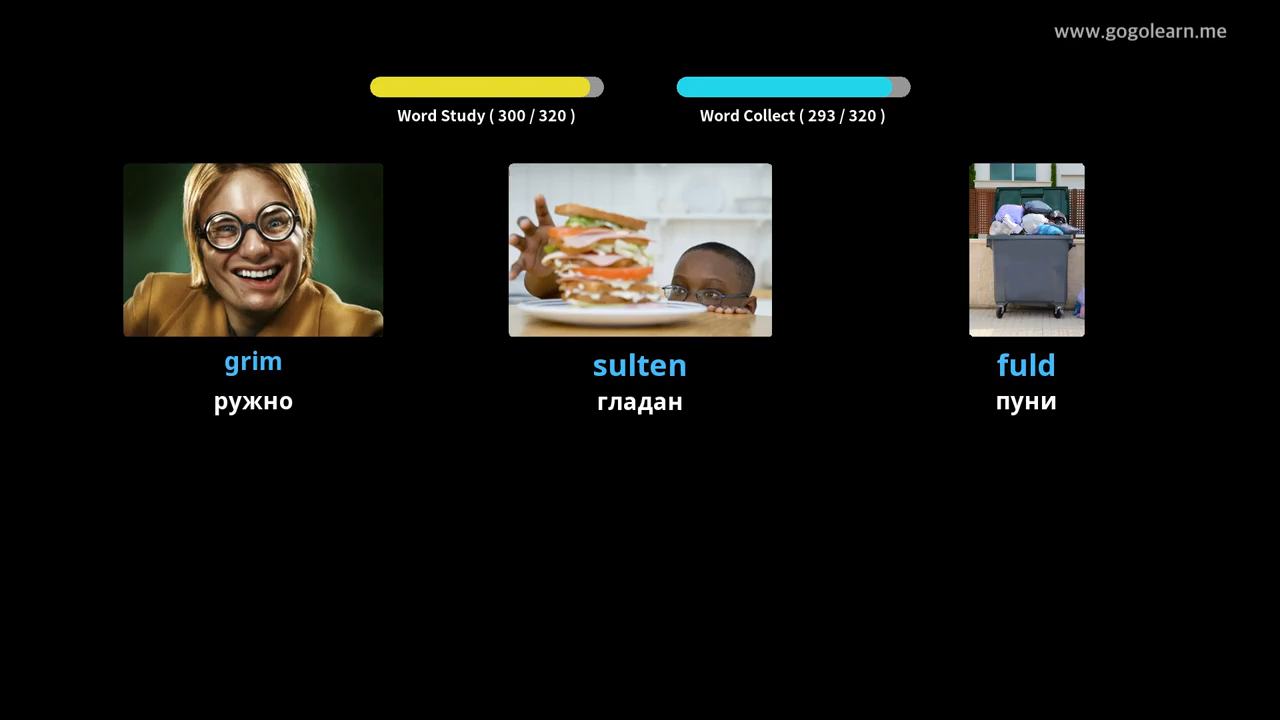 www.gogolearn.me
Word Study ( 300 / 320 )
Word Collect ( 293 / 320 )
grim
sulten
fuld
ружно
гладан
пуни